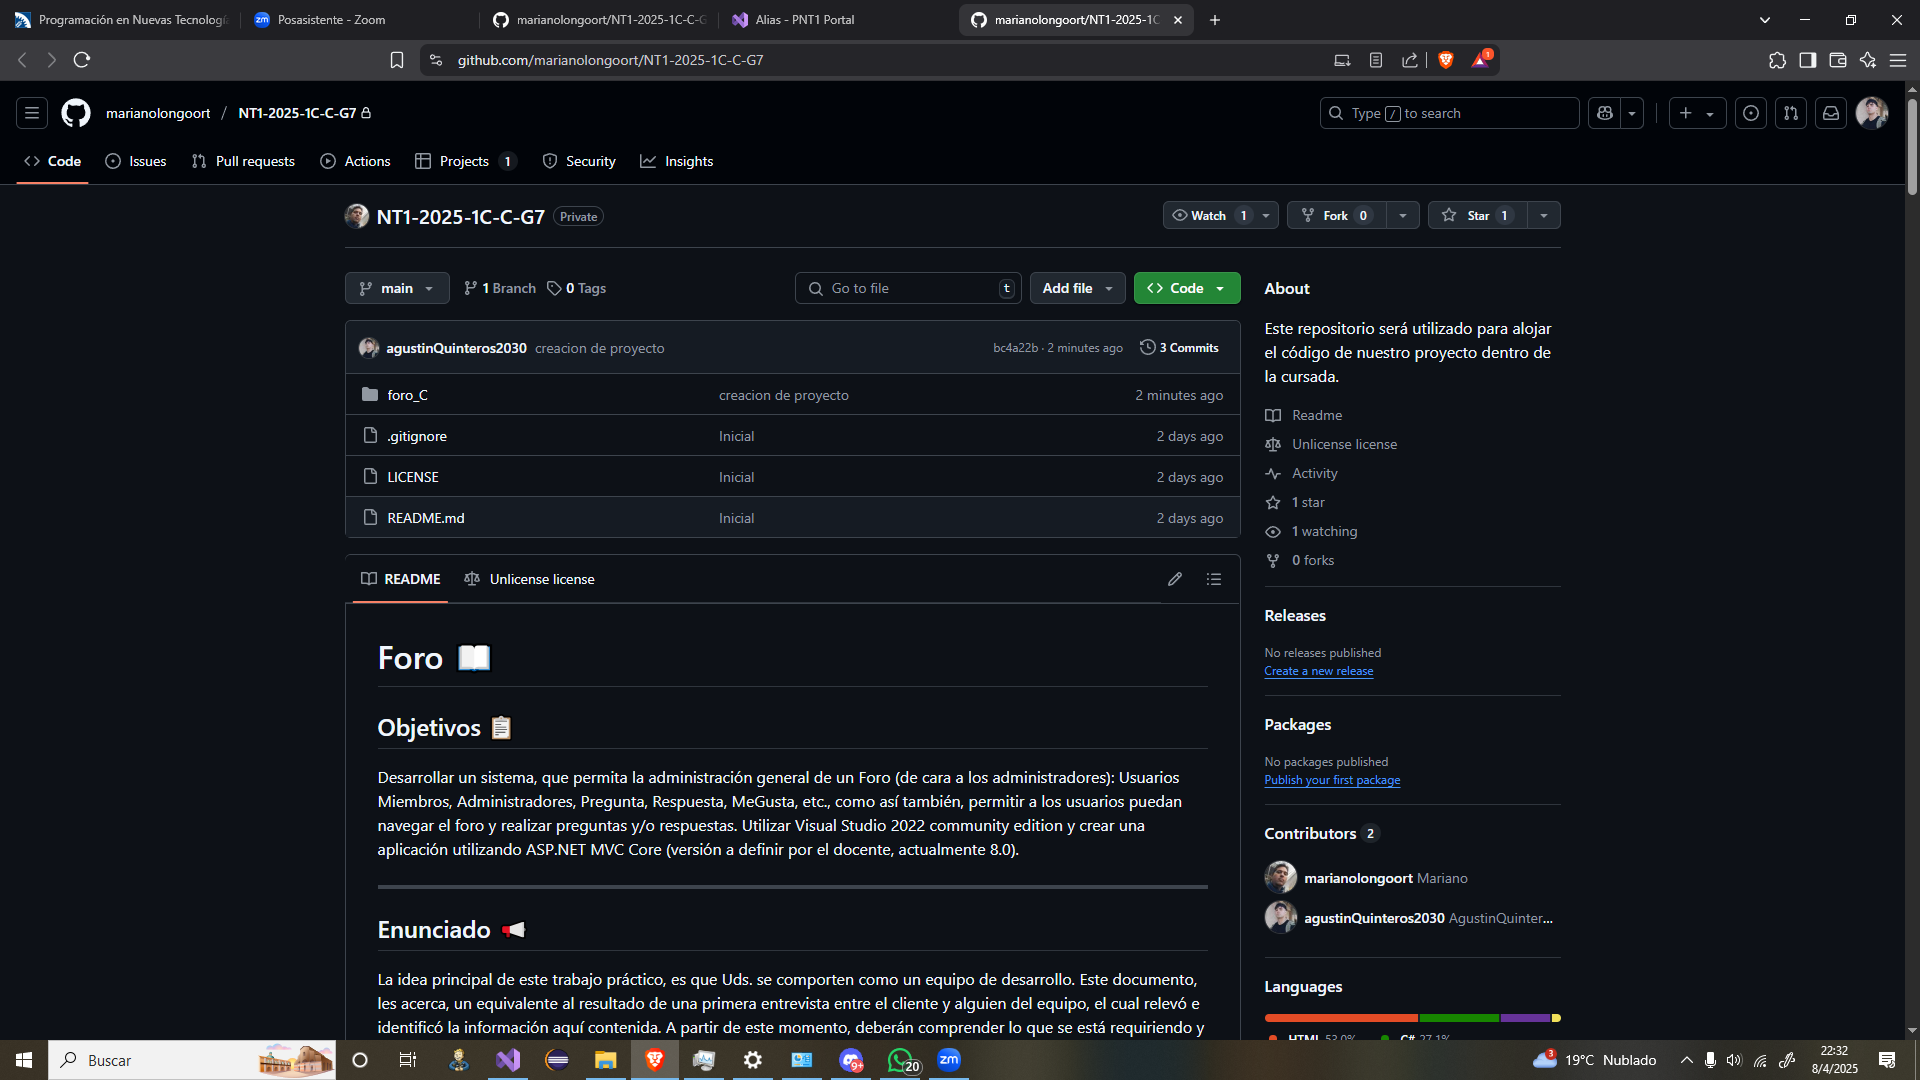 Programación en Nuevas Tecnologí
Posasistente - Zoom
marianolongoort/NT1-2025-1C-C-G
Alias - PNT1 Portal
marianolongoort/NT1-2025-1C
github.com/marianolongoort/NT1-2025-1C-C-G7
1
marianolongoort / NT1-2025-1C-C-G7
Type / to search
Code
Issues
Pull requests
Actions
Projects 1
Security
Insights
NT1-2025-1C-C-G7 Private
Watch 1
Fork 0
Star 1
main
1 Branch
0 Tags
Go to file t
Add file
Code
agustinQuinteros2030 creacion de proyecto
bc4a22b · 2 minutes ago
3 Commits
foro_C creacion de proyecto 2 minutes ago
.gitignore Inicial 2 days ago
LICENSE Inicial 2 days ago
README.md Inicial 2 days ago
README
Unlicense license
Foro
Objetivos
Desarrollar un sistema, que permita la administración general de un Foro (de cara a los administradores): Usuarios
Miembros, Administradores, Pregunta, Respuesta, MeGusta, etc., como así también, permitir a los usuarios puedan
navegar el foro y realizar preguntas y/o respuestas. Utilizar Visual Studio 2022 community edition y crear una
aplicación utilizando ASP.NET MVC Core (versión a definir por el docente, actualmente 8.0).
Enunciado
La idea principal de este trabajo práctico, es que Uds. se comporten como un equipo de desarrollo. Este documento,
les acerca, un equivalente al resultado de una primera entrevista entre el cliente y alguien del equipo, el cual relevó e
identificó la información aquí contenida. A partir de este momento, deberán comprender lo que se está requiriendo y
About
Este repositorio será utilizado para alojar
el código de nuestro proyecto dentro de
la cursada.
Readme
Unlicense license
Activity
1 star
1 watching
0 forks
Releases
No releases published
Create a new release
Packages
No packages published
Publish your first package
Contributors 2
marianolongoort Mariano
agustinQuinteros2030 AgustinQuinter...
Languages
HTML 53.0%
C# 27.1%
Buscar
9+
20
zm
3
19°C Nublado
22:32
8/4/2025